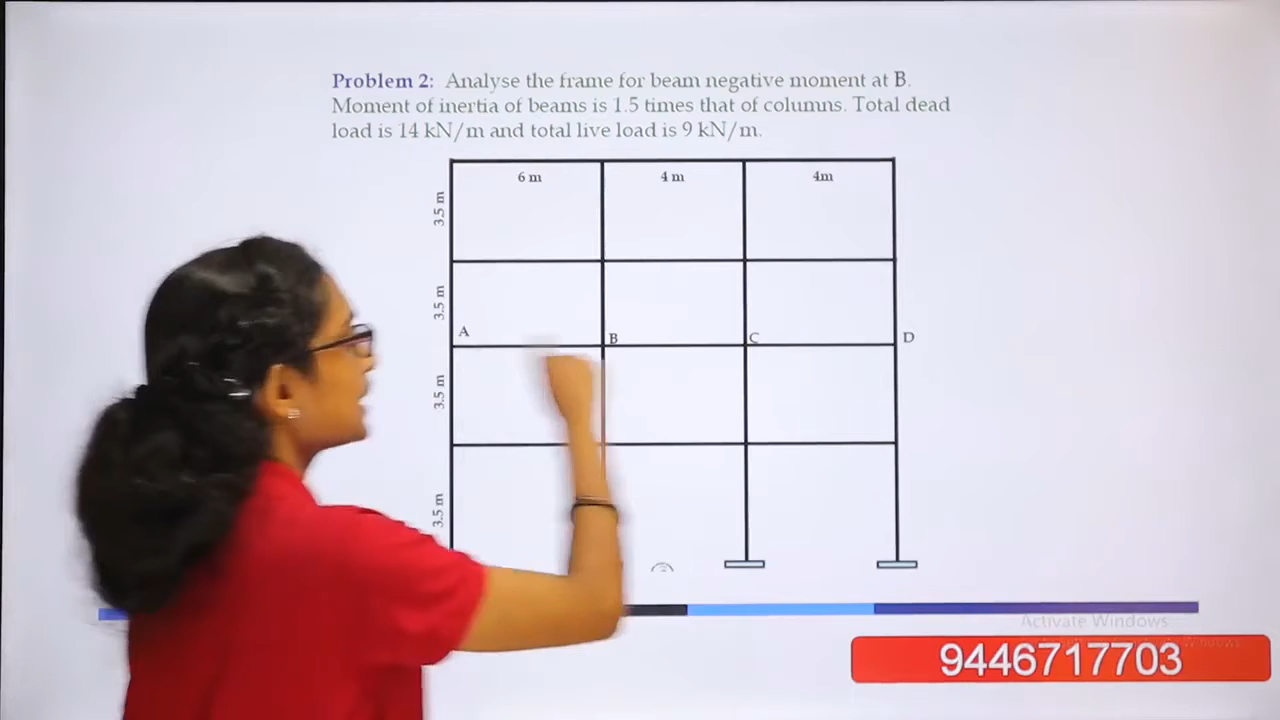 Problem 2: Analyse the frame for beam negative moment at B.
Moment of inertia of beams is 1.5 times that of columns. Total dead
load is 14 kN/m and total live load is 9 kN/m.
6 m
4 m
4m
3.5 m
3.5 m
A
B
C
D
3.5 m
3.5 m
Activate Windows
9446717703